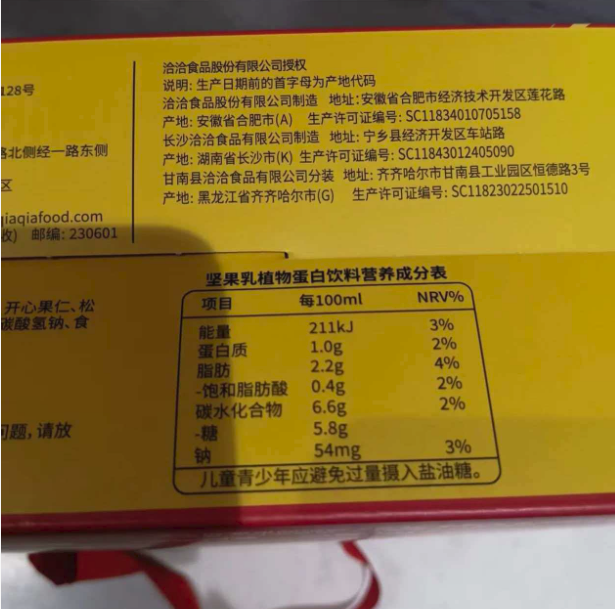 128号
路北侧经一路东侧
区
qiaqiafood.com
收) 邮编: 230601
洽洽食品股份有限公司授权
说明: 生产日期前的首字母为产地代码
洽洽食品股份有限公司制造 地址:安徽省合肥市经济技术开发区莲花路
产地: 安徽省合肥市(A) 生产许可证编号: SC11834010705158
长沙洽洽食品有限公司制造 地址: 宁乡县经济开发区车站路
产地: 湖南省长沙市(K) 生产许可证编号: SC11843012405090
甘南县洽洽食品有限公司分装 地址: 齐齐哈尔市甘南县工业园区恒德路3号
产地: 黑龙江省齐齐哈尔市(G) 生产许可证编号: SC11823022501510
开心果仁、松
碳酸氢钠、食
问题, 请放
坚果乳植物蛋白饮料营养成分表
项目 每100ml NRV%
能量 211kJ 3%
蛋白质 1.0g 2%
脂肪 2.2g 4%
-饱和脂肪酸 0.4g 2%
碳水化合物 6.6g 2%
-糖 5.8g
钠 54mg 3%
儿童青少年应避免过量摄入盐油糖。